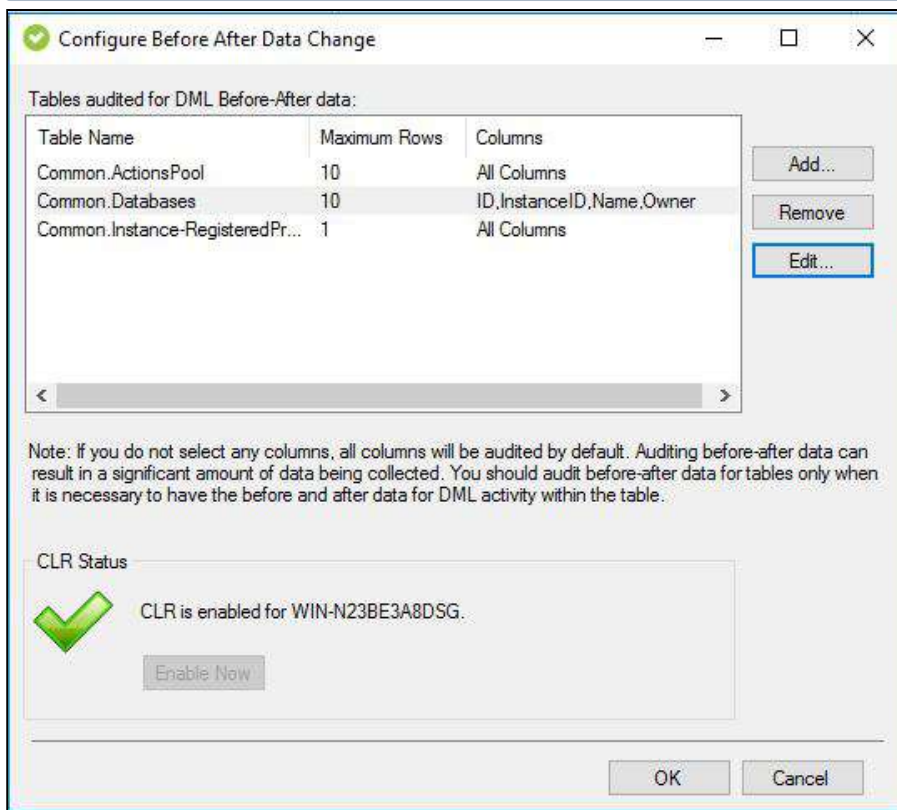 Configure Before After Data Change
Tables audited for DML Before-After data:
Table Name Maximum Rows Columns
Common.ActionsPool 10 All Columns
Common.Databases 10 ID,InstanceID,Name,Owner
Common.Instance-RegisteredPr... 1 All Columns
Add...
Remove
Edit...
Note: If you do not select any columns, all columns will be audited by default. Auditing before-after data can
result in a significant amount of data being collected. You should audit before-after data for tables only when
it is necessary to have the before and after data for DML activity within the table.
CLR Status
CLR is enabled for WIN-N23BE3A8DSG.
Enable Now
OK Cancel